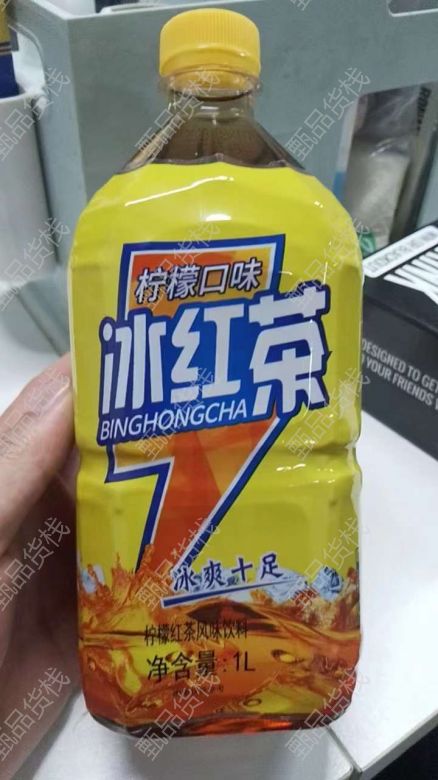 柠檬口味
冰红茶
BINGHONGCHA
冰爽十足
柠檬红茶风味饮料
净含量:1L
DESIGNED TO GE
YOUR FRIENDS
甄品货栈